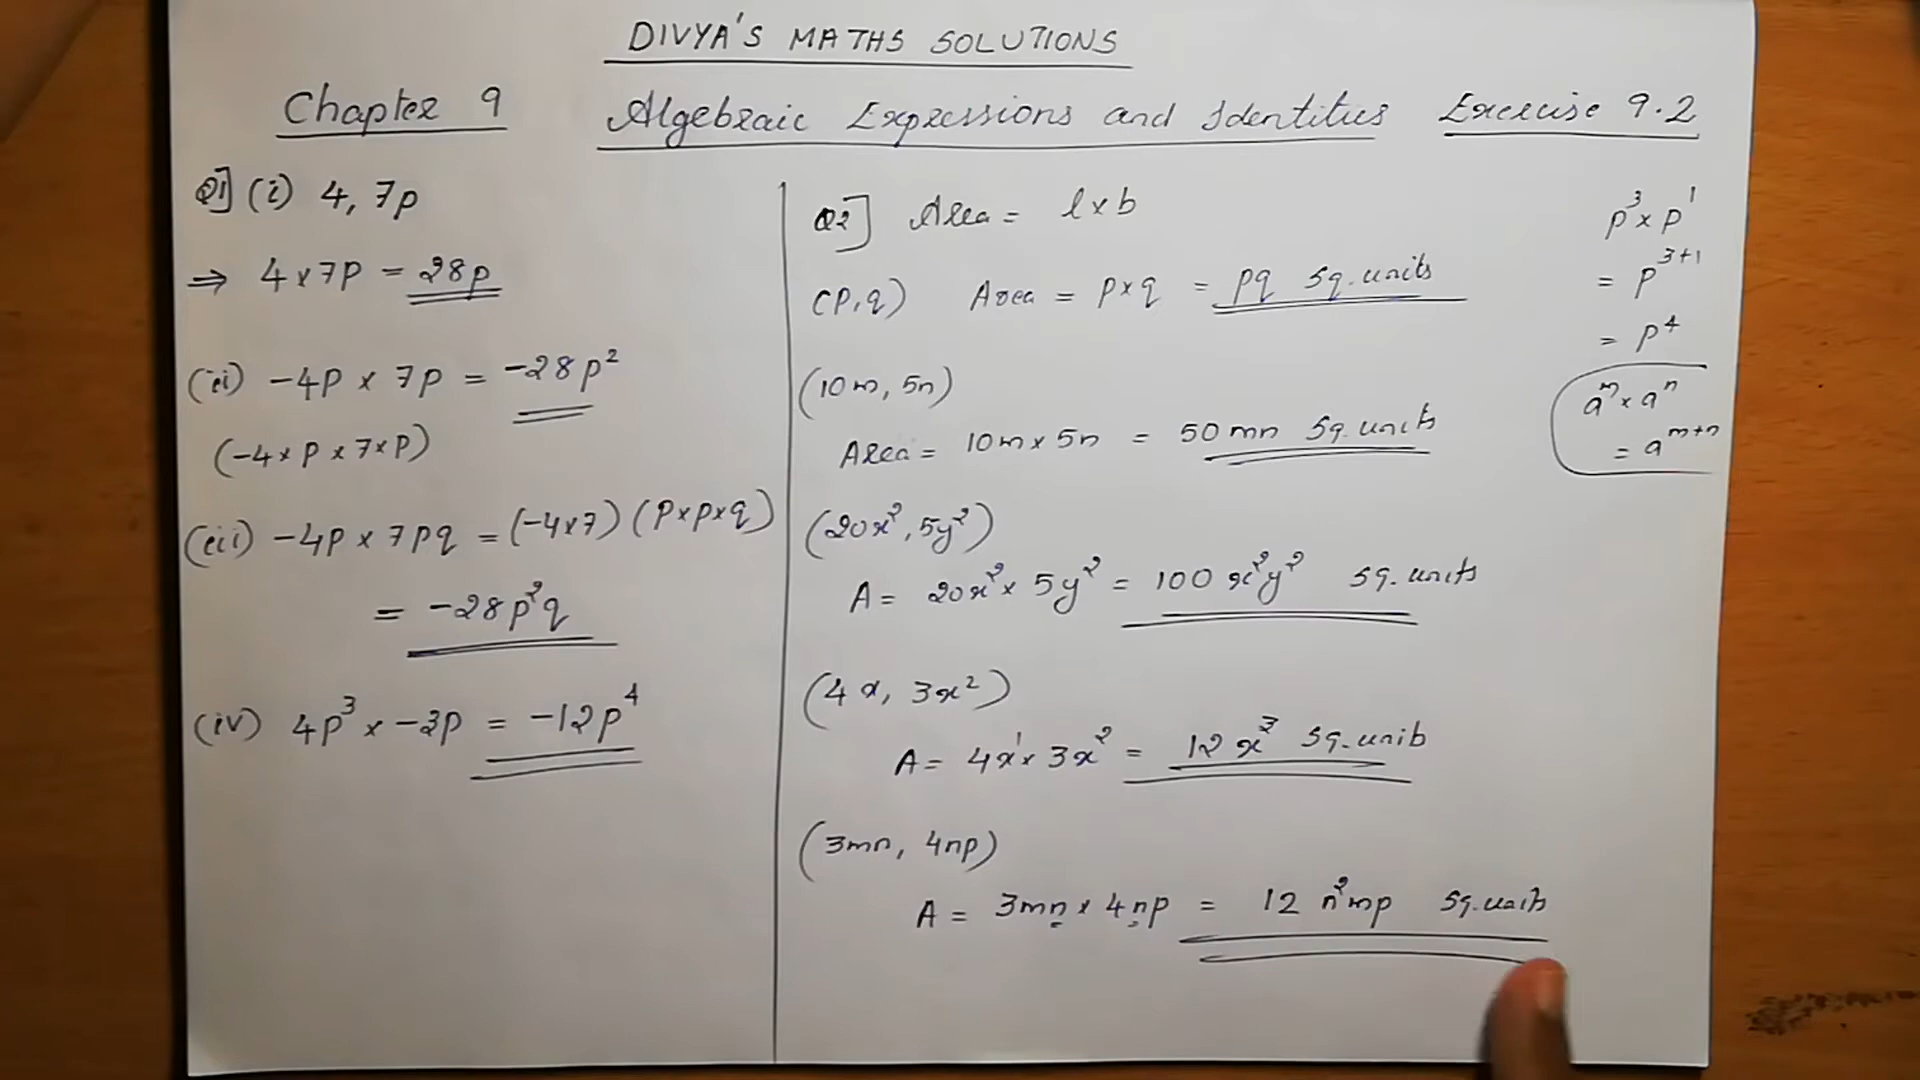 DIVYA'S MATHS SOLUTIONS
Chapter 9 Algebraic Expressions and Identities Exercise 9.2
Q1] (i) 4, 7p
⇒ 4 × 7p = 28p
(ii) -4p × 7p = -28p²
(-4 × p × 7 × p)
(iii) -4p × 7pq = (-4×7) (p×p×q)
= -28p²q
(iv) 4p³ × -3p = -12p⁴
Q2] Area = l×b
(p,q) Area = p×q = pq sq.units
(10m, 5n)
Area = 10m × 5n = 50mn sq.units
(20x², 5y²)
A = 20x² × 5y² = 100x²y² sq.units
(4x, 3x²)
A = 4x¹ × 3x² = 12x³ sq.units
(3mn, 4np)
A = 3mn × 4np = 12 n²mp sq.units
p³ × p¹
= p³⁺¹
= p⁴
aᵐ × aⁿ
= aᵐ⁺ⁿ